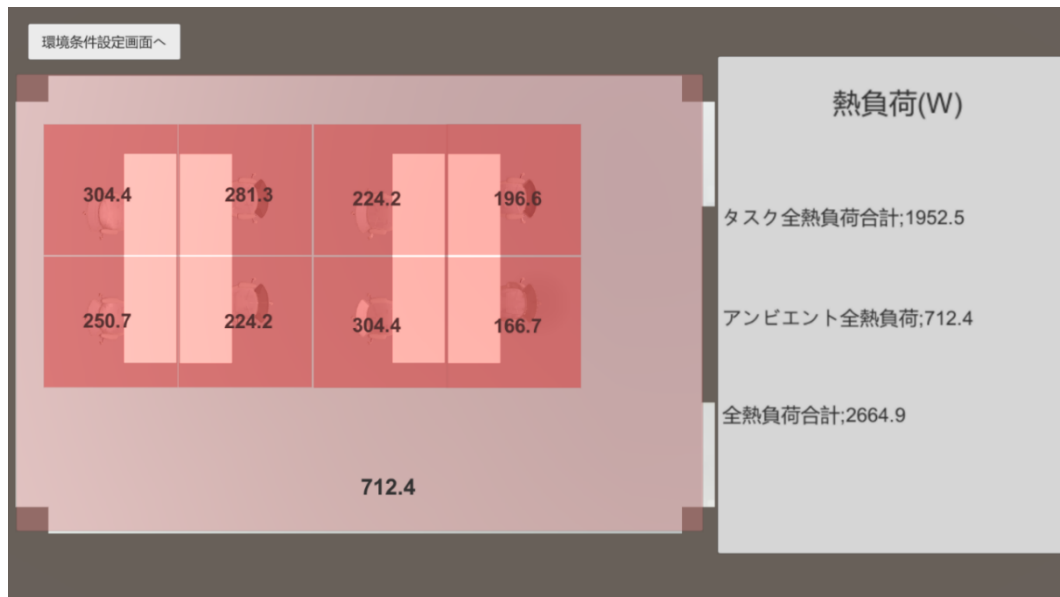 環境条件設定画面へ
熱負荷(W)
304.4
281.3
224.2
196.6
タスク全熱負荷合計;1952.5
250.7
224.2
304.4
166.7
アンビエント全熱負荷;712.4
全熱負荷合計;2664.9
712.4